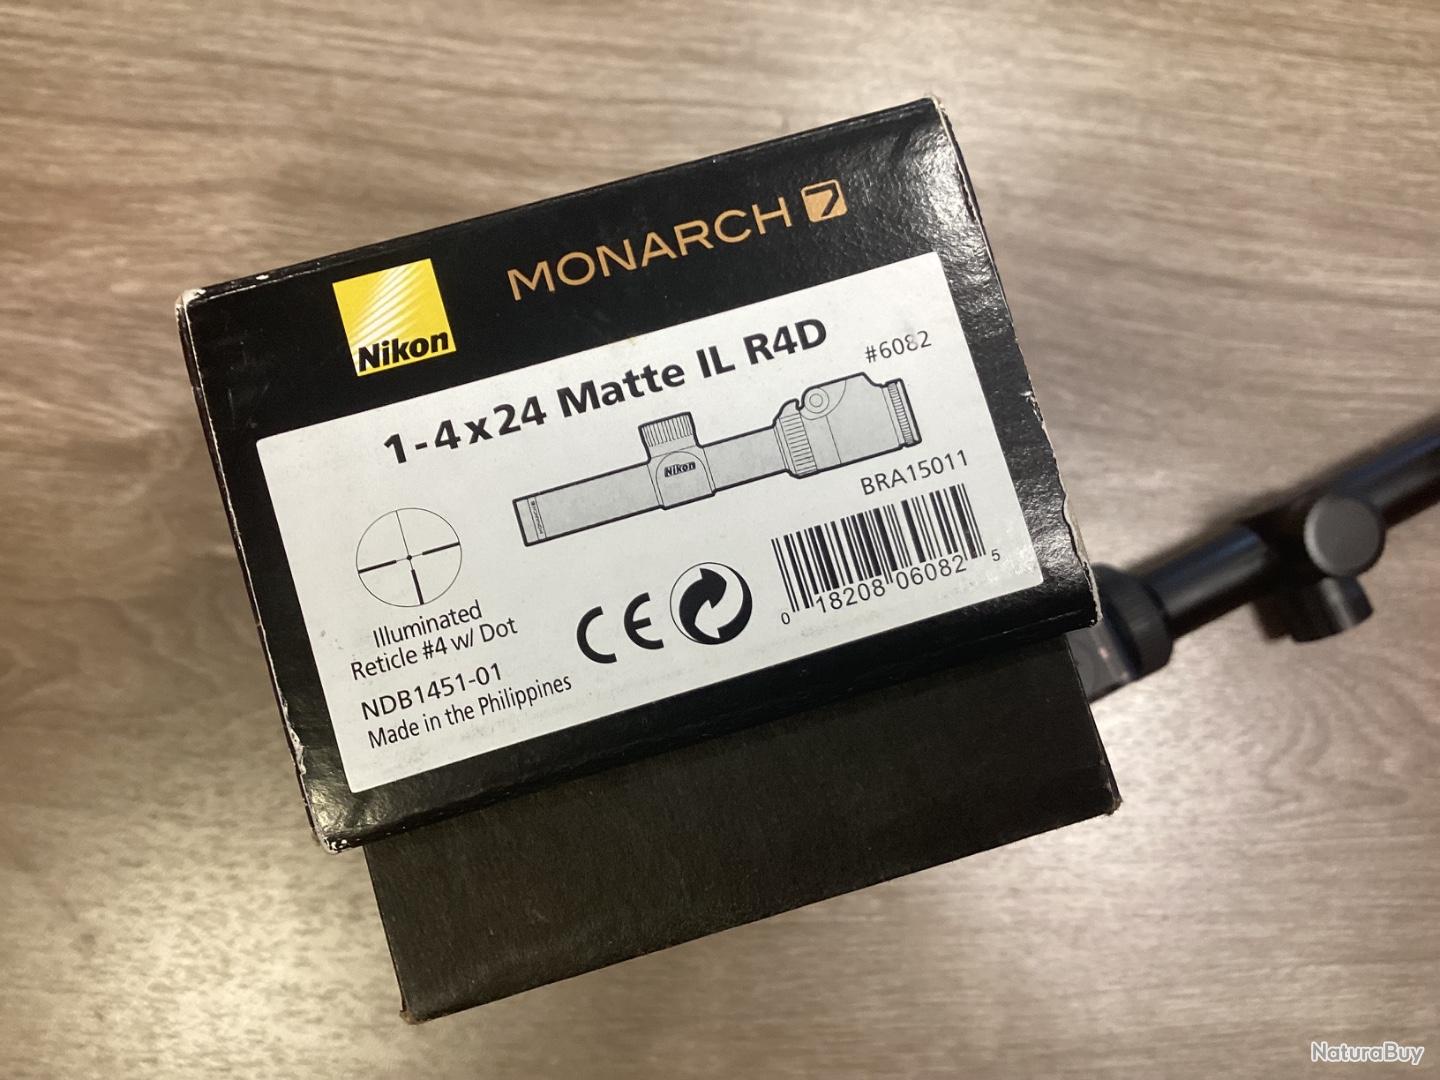 MONARCH 7
Nikon
1-4x24 Matte IL R4D
#6082
Nikon
BRA15011
0 18208 06082 5
Illuminated
Reticle #4 w/ Dot
CE
NDB1451-01
Made in the Philippines
NaturaBuy